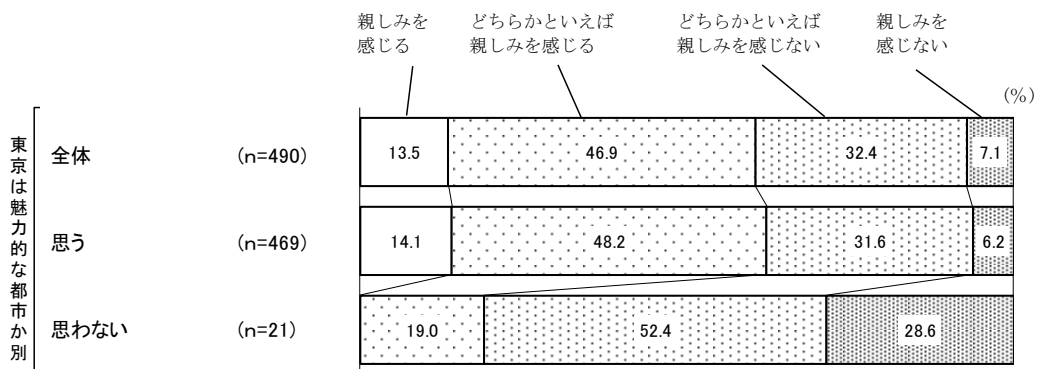 親しみを
感じる
どちらかといえば
親しみを感じる
どちらかといえば
親しみを感じない
親しみを
感じない
(%)
東京は魅力的な都市か別
全体 (n=490) 13.5 46.9 32.4 7.1
思う (n=469) 14.1 48.2 31.6 6.2
思わない (n=21) 19.0 52.4 28.6